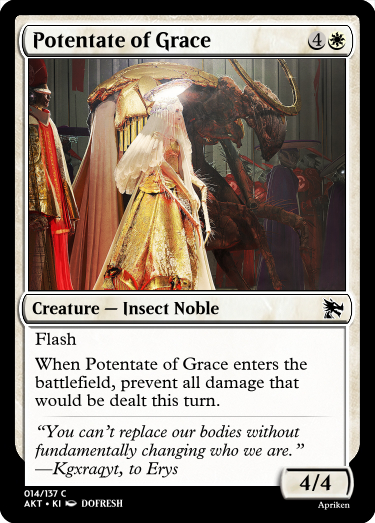 Potentate of Grace 4
Creature — Insect Noble
Flash
When Potentate of Grace enters the
battlefield, prevent all damage that
would be dealt this turn.
“You can’t replace our bodies without
fundamentally changing who we are.”
—Kgxraqyt, to Erys
4/4
014/137 C
AKT • KI DOFRESH
Apriken